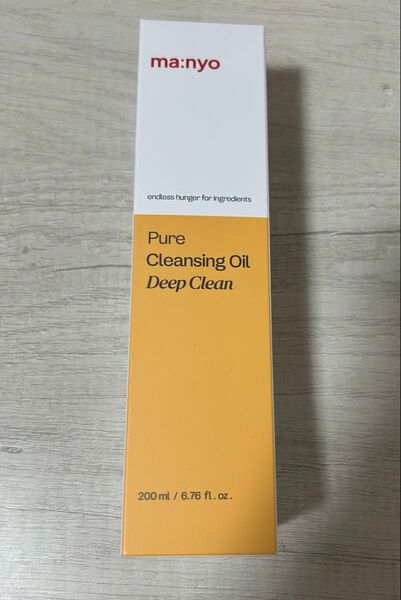 ma:nyo
endless hunger for ingredients
Pure
Cleansing Oil
Deep Clean
200 ml / 6.76 fl. oz.